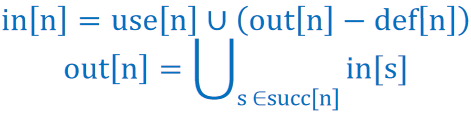 in[n] = use[n] ∪ (out[n] − def[n])
out[n] = ⋃ s ∈succ[n] in[s]